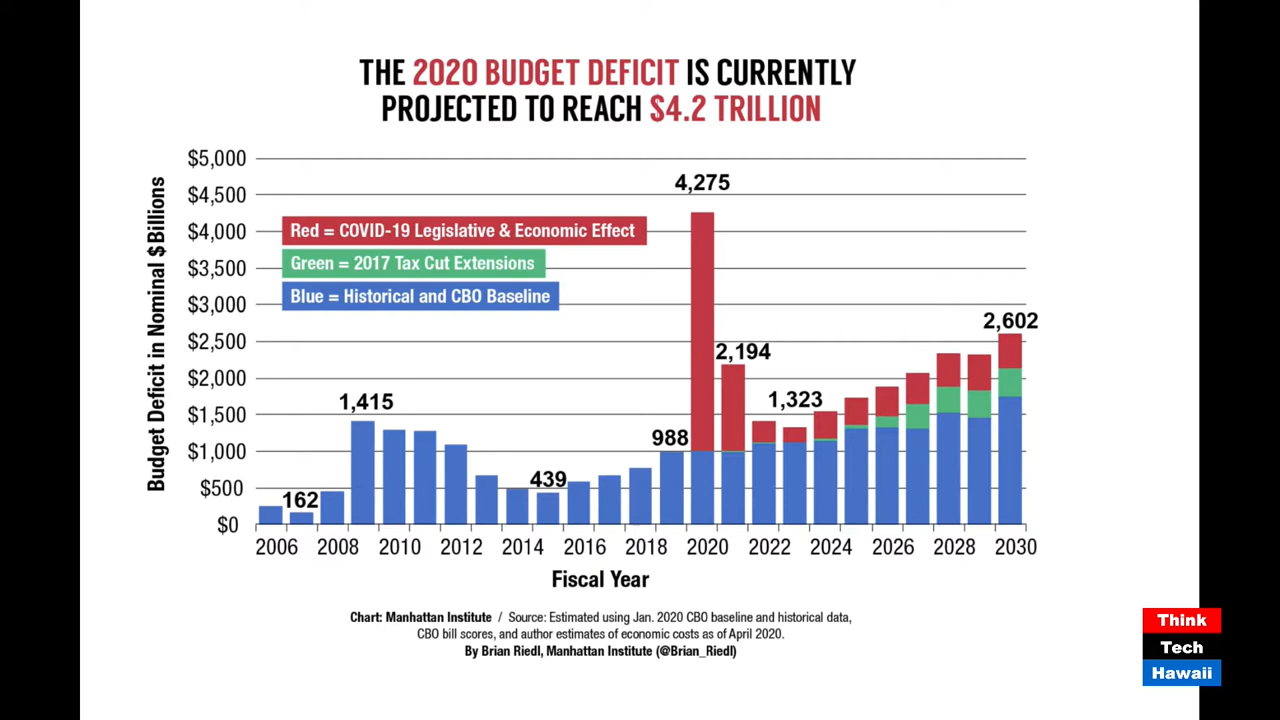 THE 2020 BUDGET DEFICIT IS CURRENTLY
PROJECTED TO REACH $4.2 TRILLION
Budget Deficit in Nominal $Billions
$5,000
$4,500
$4,000
$3,500
$3,000
$2,500
$2,000
$1,500
$1,000
$500
$0
Red = COVID-19 Legislative & Economic Effect
Green = 2017 Tax Cut Extensions
Blue = Historical and CBO Baseline
162
1,415
439
988
4,275
2,194
1,323
2,602
2006 2008 2010 2012 2014 2016 2018 2020 2022 2024 2026 2028 2030
Fiscal Year
Chart: Manhattan Institute / Source: Estimated using Jan. 2020 CBO baseline and historical data,
CBO bill scores, and author estimates of economic costs as of April 2020.
By Brian Riedl, Manhattan Institute (@Brian_Riedl)
Think
Tech
Hawaii